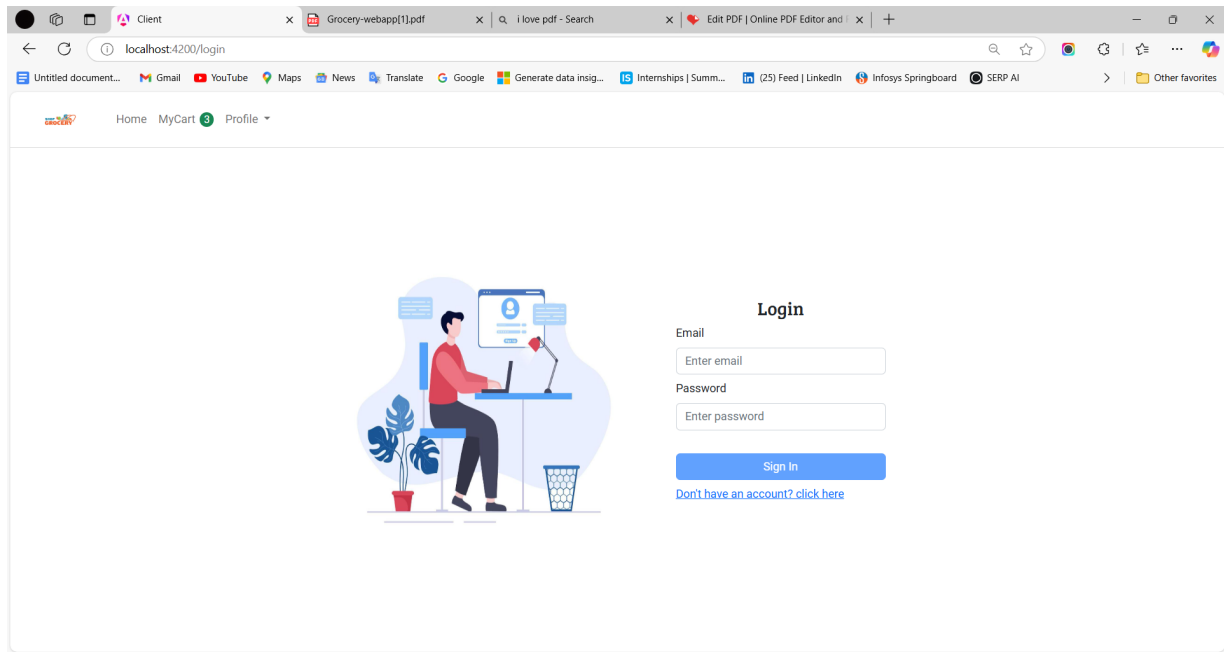 Client
Grocery-webapp[1].pdf
i love pdf - Search
Edit PDF | Online PDF Editor and
localhost:4200/login
Untitled document...
Gmail
YouTube
Maps
News
Translate
Google
Generate data insig...
Internships | Summ...
(25) Feed | LinkedIn
Infosys Springboard
SERP AI
Other favorites
GROCERY
Home
MyCart 3
Profile
Login
Email
Enter email
Password
Enter password
Sign In
Don't have an account? click here